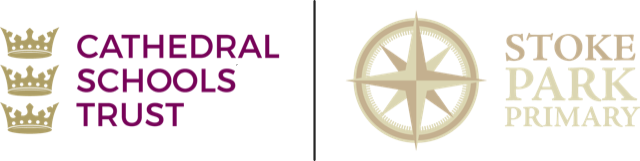 CATHEDRAL
SCHOOLS
TRUST
STOKE
PARK
PRIMARY